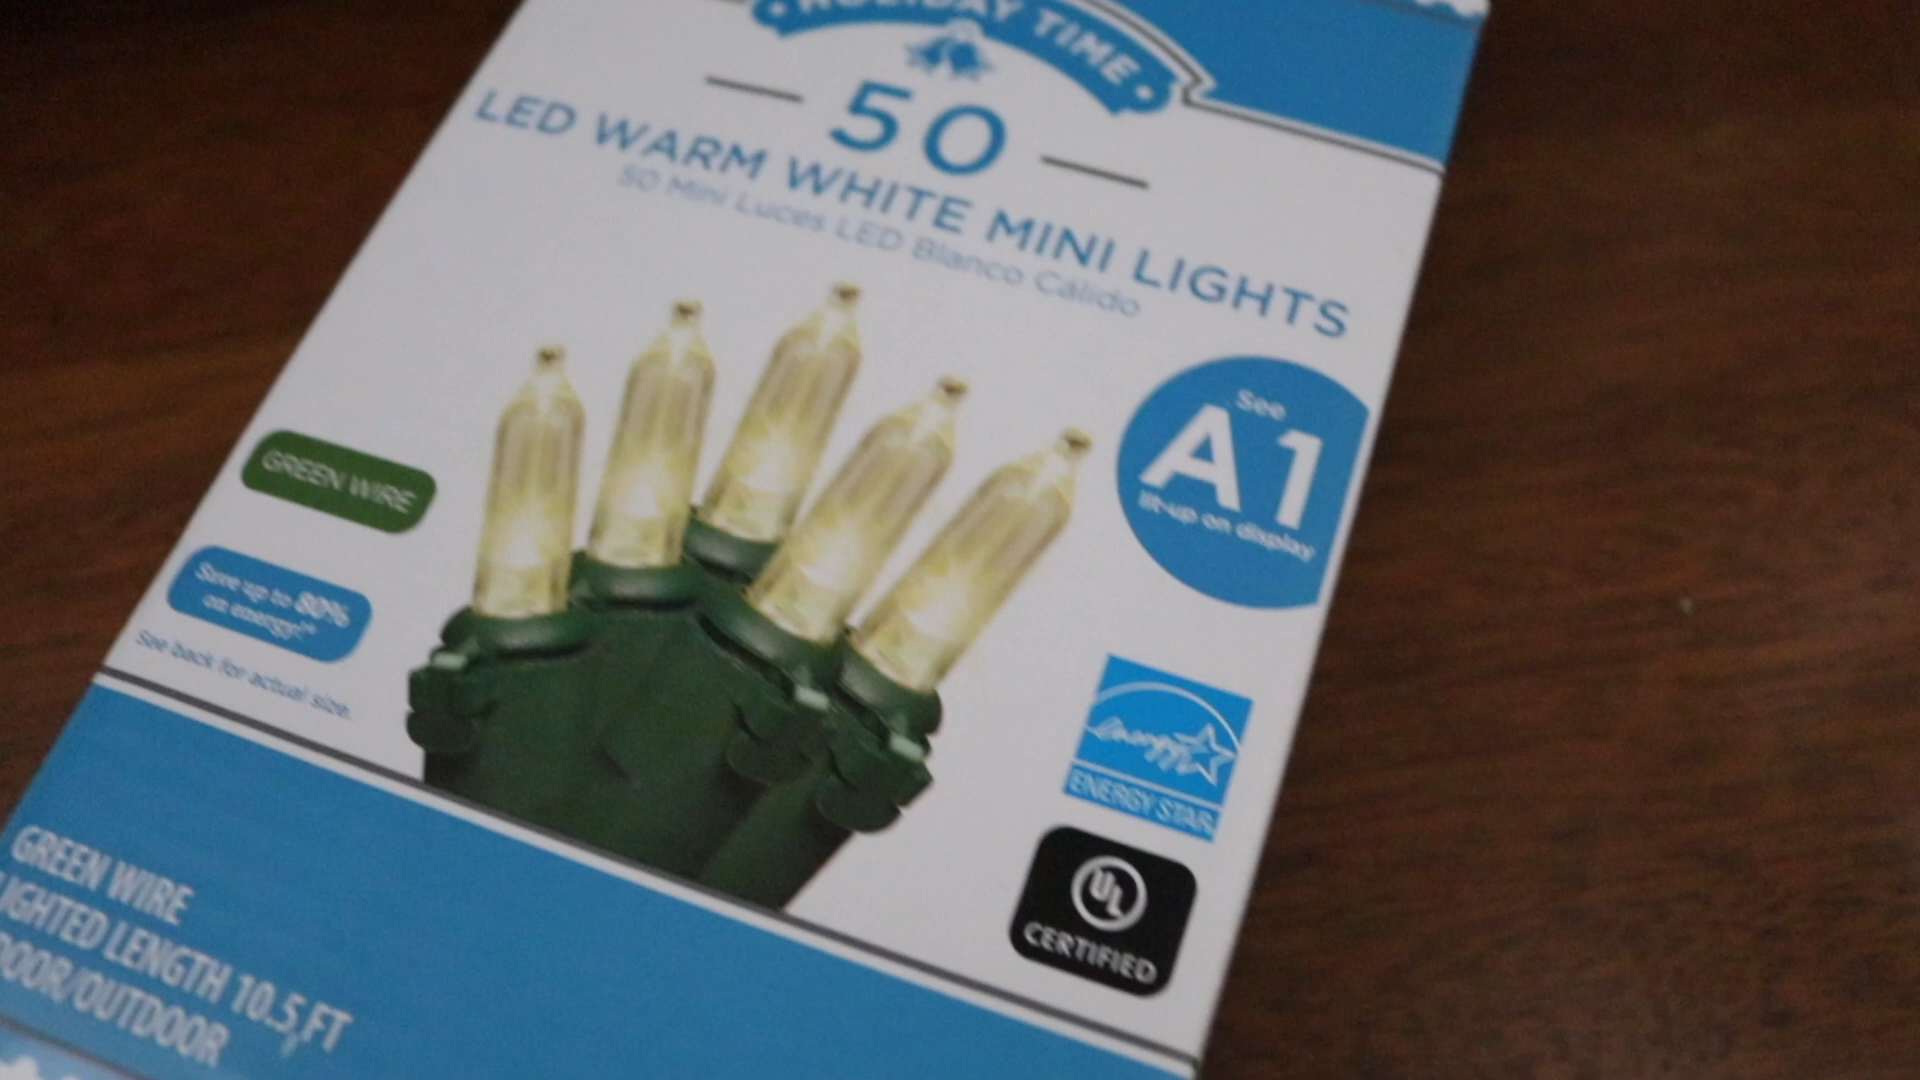 HOLIDAY TIME
50
LED WARM WHITE MINI LIGHTS
50 Mini Luces LED Blanco Cálido
See
A1
lit-up on display
GREEN WIRE
Save up to 80%
on energy!**
See back for actual size.
energy
ENERGY STAR
UL
CERTIFIED
GREEN WIRE
LIGHTED LENGTH 10.5 FT
INDOOR/OUTDOOR